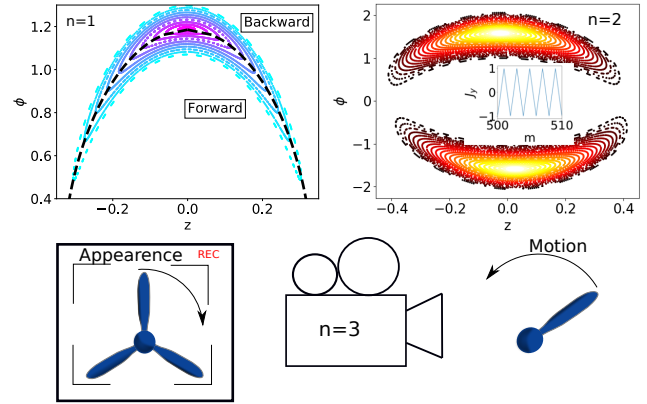 n=1
Backward
Forward
ϕ
1.2
1.0
0.8
0.6
0.4
−0.2
0.0
0.2
z
n=2
ϕ
2
1
0
−1
−2
−0.4
−0.2
0.0
0.2
0.4
z
Jy
1
0
−1
500
510
m
Appearence
REC
n=3
Motion